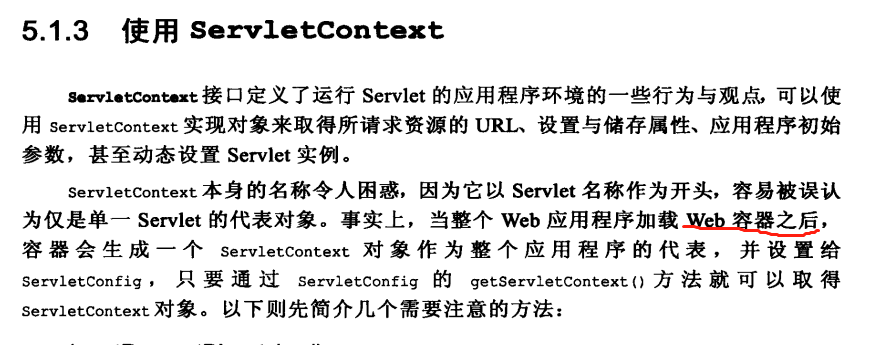 5.1.3 使用 ServletContext
ServletContext 接口定义了运行 Servlet 的应用程序环境的一些行为与观点，可以使
用 ServletContext 实现对象来取得所请求资源的 URL、设置与储存属性、应用程序初始
参数，甚至动态设置 Servlet 实例。
ServletContext 本身的名称令人困惑，因为它以 Servlet 名称作为开头，容易被误认
为仅是单一 Servlet 的代表对象。事实上，当整个 Web 应用程序加载 Web 容器之后，
容器会生成一个 ServletContext 对象作为整个应用程序的代表，并设置给
ServletConfig，只要通过 ServletConfig 的 getServletContext()方法就可以取得
ServletContext 对象。以下则先简介几个需要注意的方法：